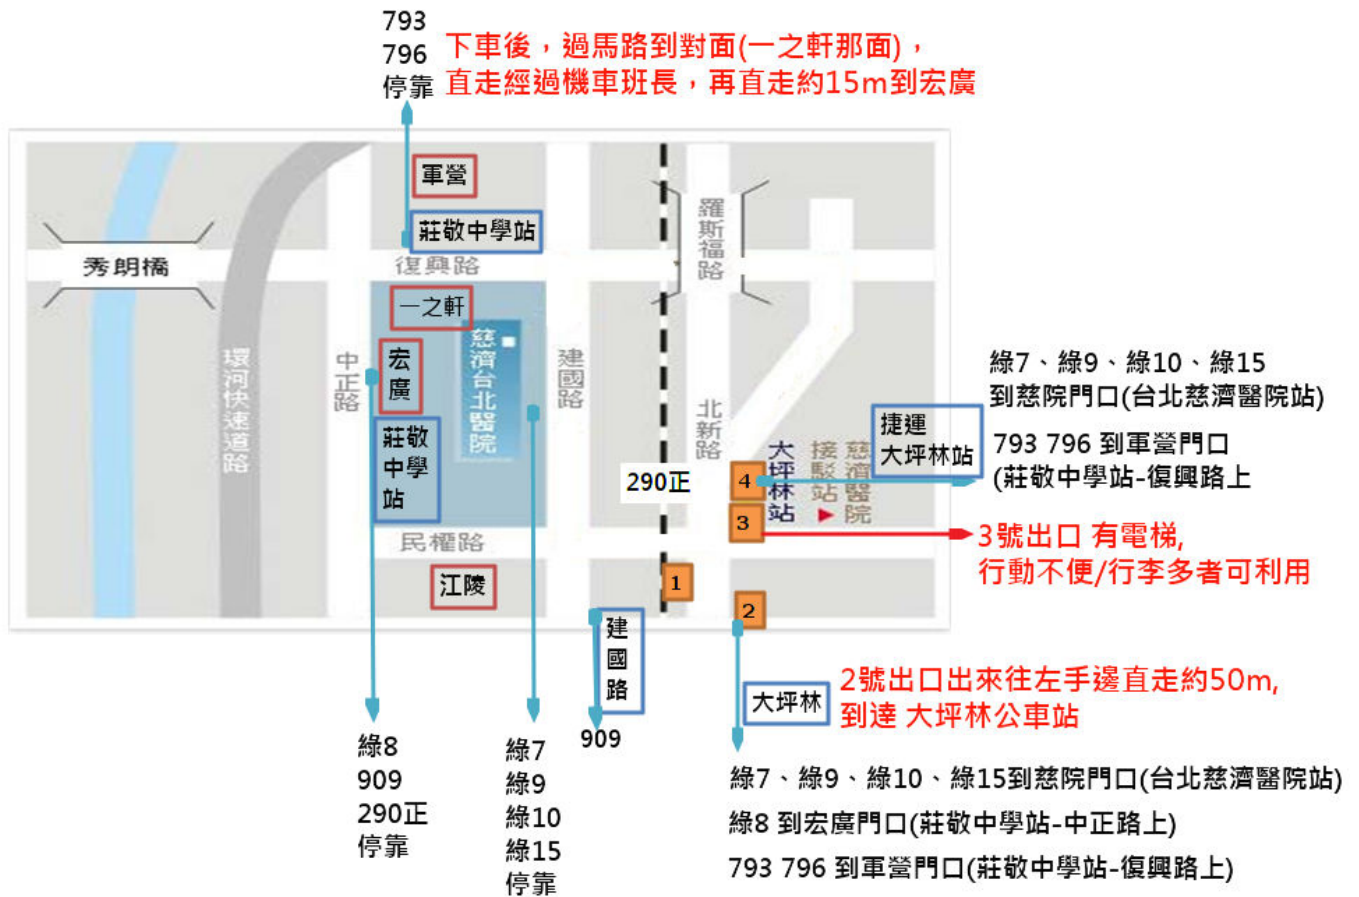 793
796
停靠
下車後，過馬路到對面(一之軒那面)，
直走經過機車班長，再直走約15m到宏廣
軍營
莊敬中學站
秀朗橋
復興路
羅斯福路
一之軒
宏廣
慈濟台北醫院
環河快速道路
中正路
建國路
北新路
莊敬
中學
站
290正
4
3
大坪林站
慈濟醫院
接駁站
捷運
大坪林站
綠7、綠9、綠10、綠15
到慈院門口(台北慈濟醫院站)
793 796 到軍營門口
(莊敬中學站-復興路上
3號出口 有電梯,
行動不便/行李多者可利用
民權路
江陵
1
2
建國路
909
大坪林
2號出口出來往左手邊直走約50m,
到達 大坪林公車站
綠8
909
290正
停靠
綠7
綠9
綠10
綠15
停靠
綠7、綠9、綠10、綠15到慈院門口(台北慈濟醫院站)
綠8 到宏廣門口(莊敬中學站-中正路上)
793 796 到軍營門口(莊敬中學站-復興路上)